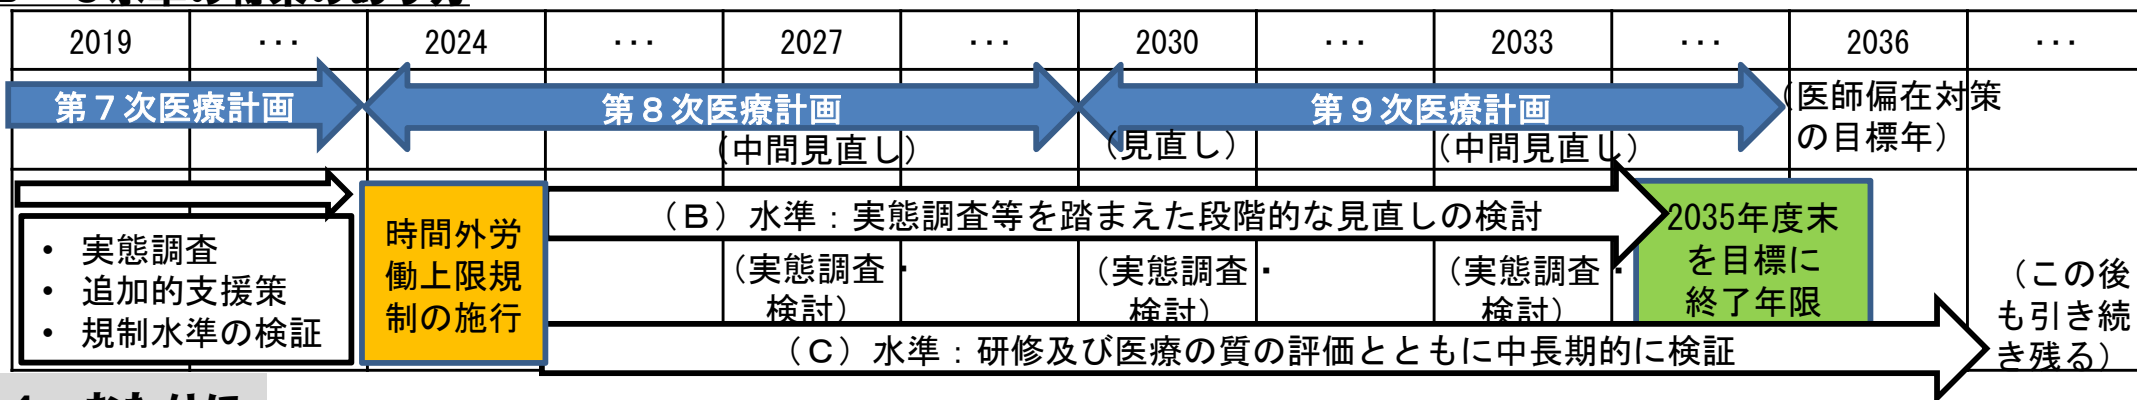 2019 ・・・ 2024 ・・・ 2027 ・・・ 2030 ・・・ 2033 ・・・ 2036 ・・・
第７次医療計画
第８次医療計画
第９次医療計画
（医師偏在対策
の目標年）
（中間見直し）
（見直し）
（中間見直し）
・ 実態調査
・ 追加的支援策
・ 規制水準の検証
時間外労
働上限規
制の施行
（Ｂ）水準：実態調査等を踏まえた段階的な見直しの検討
（実態調査・
検討）
（実態調査・
検討）
（実態調査・
検討）
2035年度末
を目標に
終了年限
（Ｃ）水準：研修及び医療の質の評価とともに中長期的に検証
（この後
も引き続
き残る）